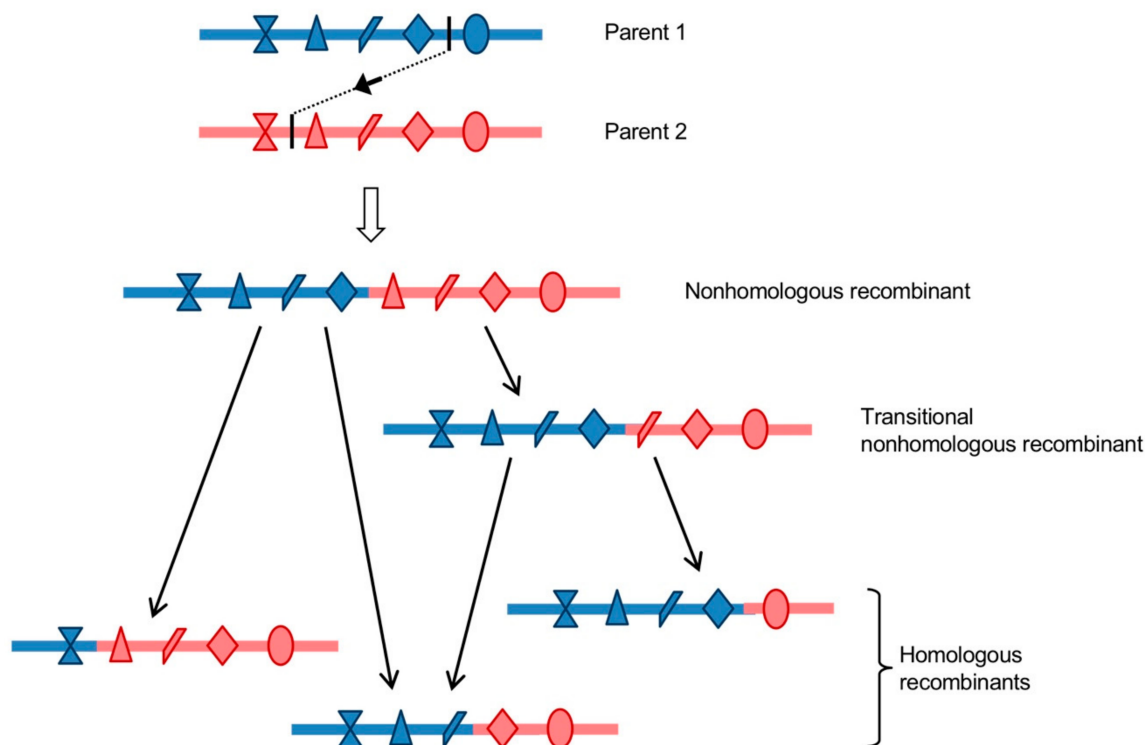 Parent 1
Parent 2
Nonhomologous recombinant
Transitional
nonhomologous recombinant
Homologous
recombinants